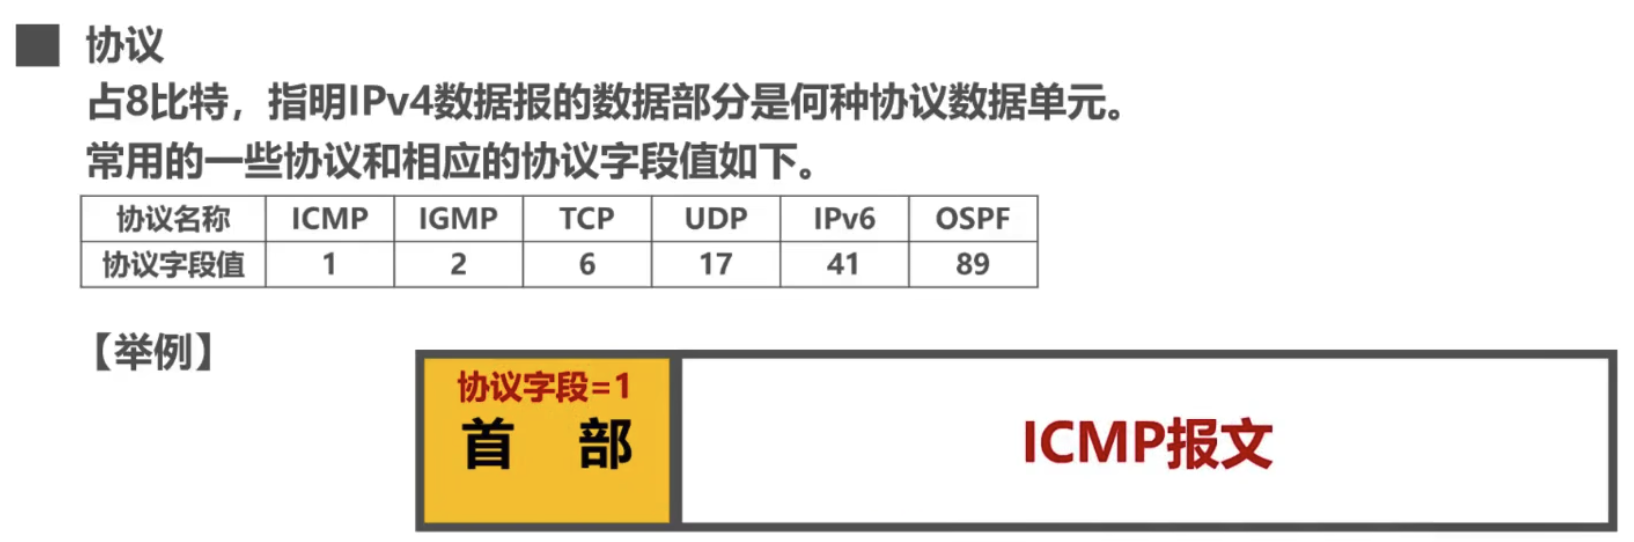 协议
占8比特，指明IPv4数据报的数据部分是何种协议数据单元。
常用的一些协议和相应的协议字段值如下。
协议名称 ICMP IGMP TCP UDP IPv6 OSPF
协议字段值 1 2 6 17 41 89
【举例】
协议字段=1
首 部
ICMP报文